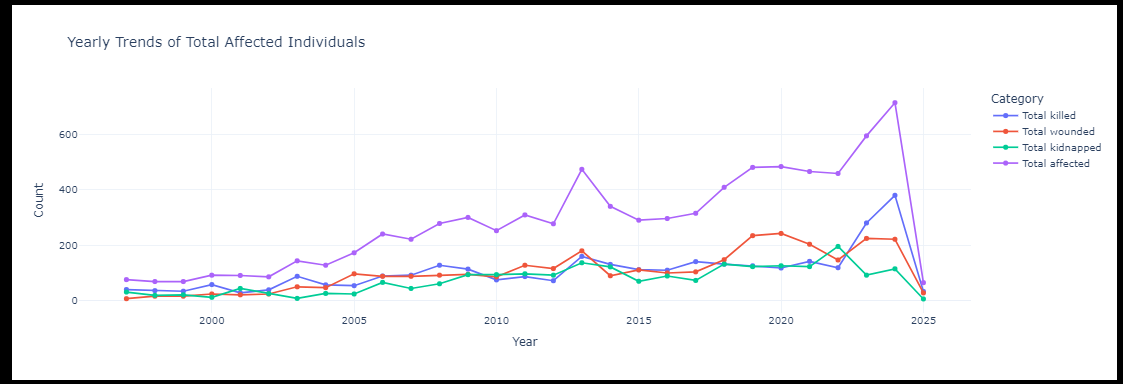 Yearly Trends of Total Affected Individuals
Category
Total killed
Total wounded
Total kidnapped
Total affected
Count
600
400
200
0
2000 2005 2010 2015 2020 2025
Year